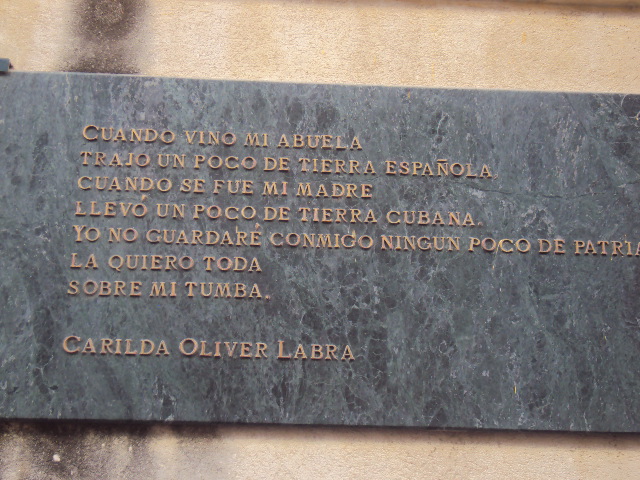 CUANDO VINO MI ABUELA
TRAJO UN POCO DE TIERRA ESPAÑOLA.
CUANDO SE FUE MI MADRE
LLEVÓ UN POCO DE TIERRA CUBANA.
YO NO GUARDARÉ CONMIGO NINGUN POCO DE PATRIA
LA QUIERO TODA
SOBRE MI TUMBA.
CARILDA OLIVER LABRA